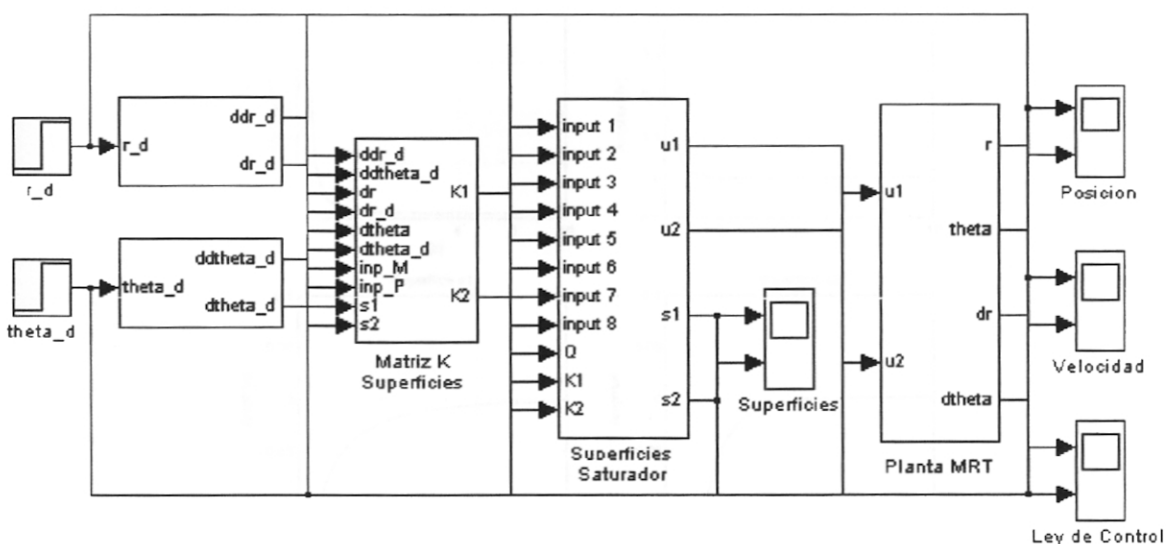 r_d
r_d
ddr_d
dr_d
theta_d
theta_d
ddtheta_d
dtheta_d
ddr_d
ddtheta_d
dr
dr_d
dtheta
dtheta_d
inp_M
inp_P
s1
s2
K1
K2
Matriz K
Superficies
input 1
input 2
input 3
input 4
input 5
input 6
input 7
input 8
Q
K1
K2
u1
u2
s1
s2
Superficies
Saturador
Superficies
u1
u2
r
theta
dr
dtheta
Planta MRT
Posicion
Velocidad
Ley de Control